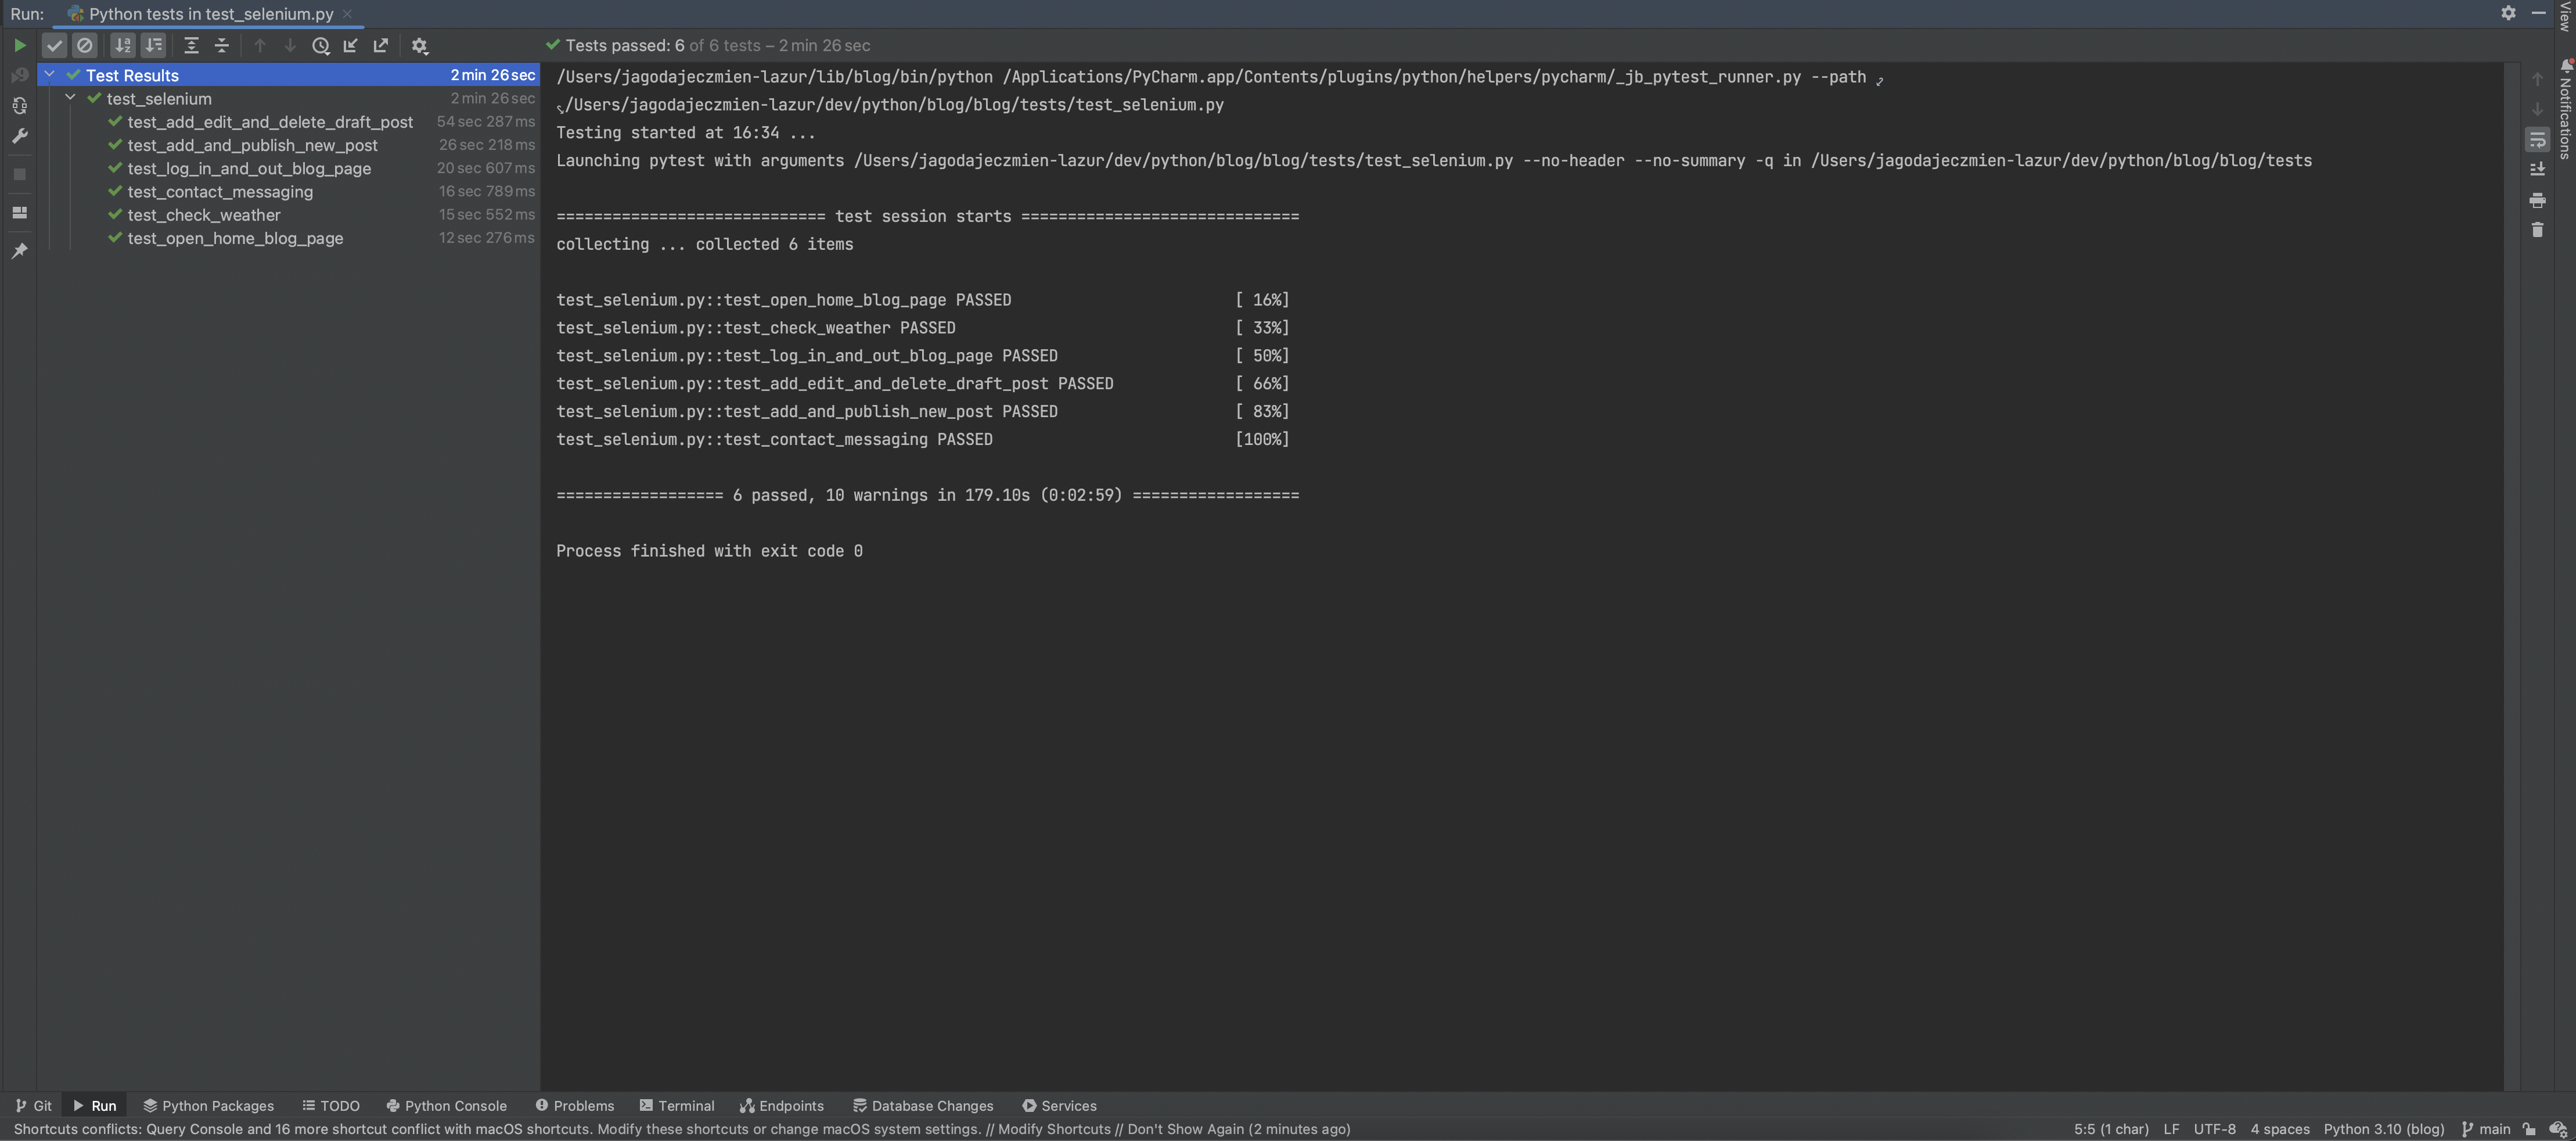 Run: Python tests in test_selenium.py
Tests passed: 6 of 6 tests – 2 min 26 sec
Test Results 2 min 26 sec
test_selenium 2 min 26 sec
test_add_edit_and_delete_draft_post 54 sec 287 ms
test_add_and_publish_new_post 26 sec 218 ms
test_log_in_and_out_blog_page 20 sec 607 ms
test_contact_messaging 16 sec 789 ms
test_check_weather 15 sec 552 ms
test_open_home_blog_page 12 sec 276 ms
/Users/jagodajeczmien-lazur/lib/blog/bin/python /Applications/PyCharm.app/Contents/plugins/python/helpers/pycharm/_jb_pytest_runner.py --path
/Users/jagodajeczmien-lazur/dev/python/blog/blog/tests/test_selenium.py
Testing started at 16:34 ...
Launching pytest with arguments /Users/jagodajeczmien-lazur/dev/python/blog/blog/tests/test_selenium.py --no-header --no-summary -q in /Users/jagodajeczmien-lazur/dev/python/blog/blog/tests
============================= test session starts ==============================
collecting ... collected 6 items
test_selenium.py::test_open_home_blog_page PASSED [ 16%]
test_selenium.py::test_check_weather PASSED [ 33%]
test_selenium.py::test_log_in_and_out_blog_page PASSED [ 50%]
test_selenium.py::test_add_edit_and_delete_draft_post PASSED [ 66%]
test_selenium.py::test_add_and_publish_new_post PASSED [ 83%]
test_selenium.py::test_contact_messaging PASSED [100%]
================== 6 passed, 10 warnings in 179.10s (0:02:59) ==================
Process finished with exit code 0
View
Notifications
Git Run Python Packages TODO Python Console Problems Terminal Endpoints Database Changes Services
Shortcuts conflicts: Query Console and 16 more shortcut conflict with macOS shortcuts. Modify these shortcuts or change macOS system settings. // Modify Shortcuts // Don't Show Again (2 minutes ago) 5:5 (1 char) LF UTF-8 4 spaces Python 3.10 (blog) main